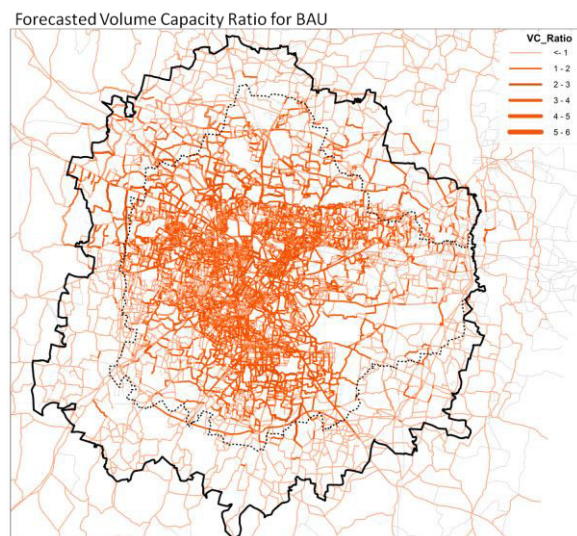 Forecasted Volume Capacity Ratio for BAU
VC_Ratio
<- 1
1 - 2
2 - 3
3 - 4
4 - 5
5 - 6